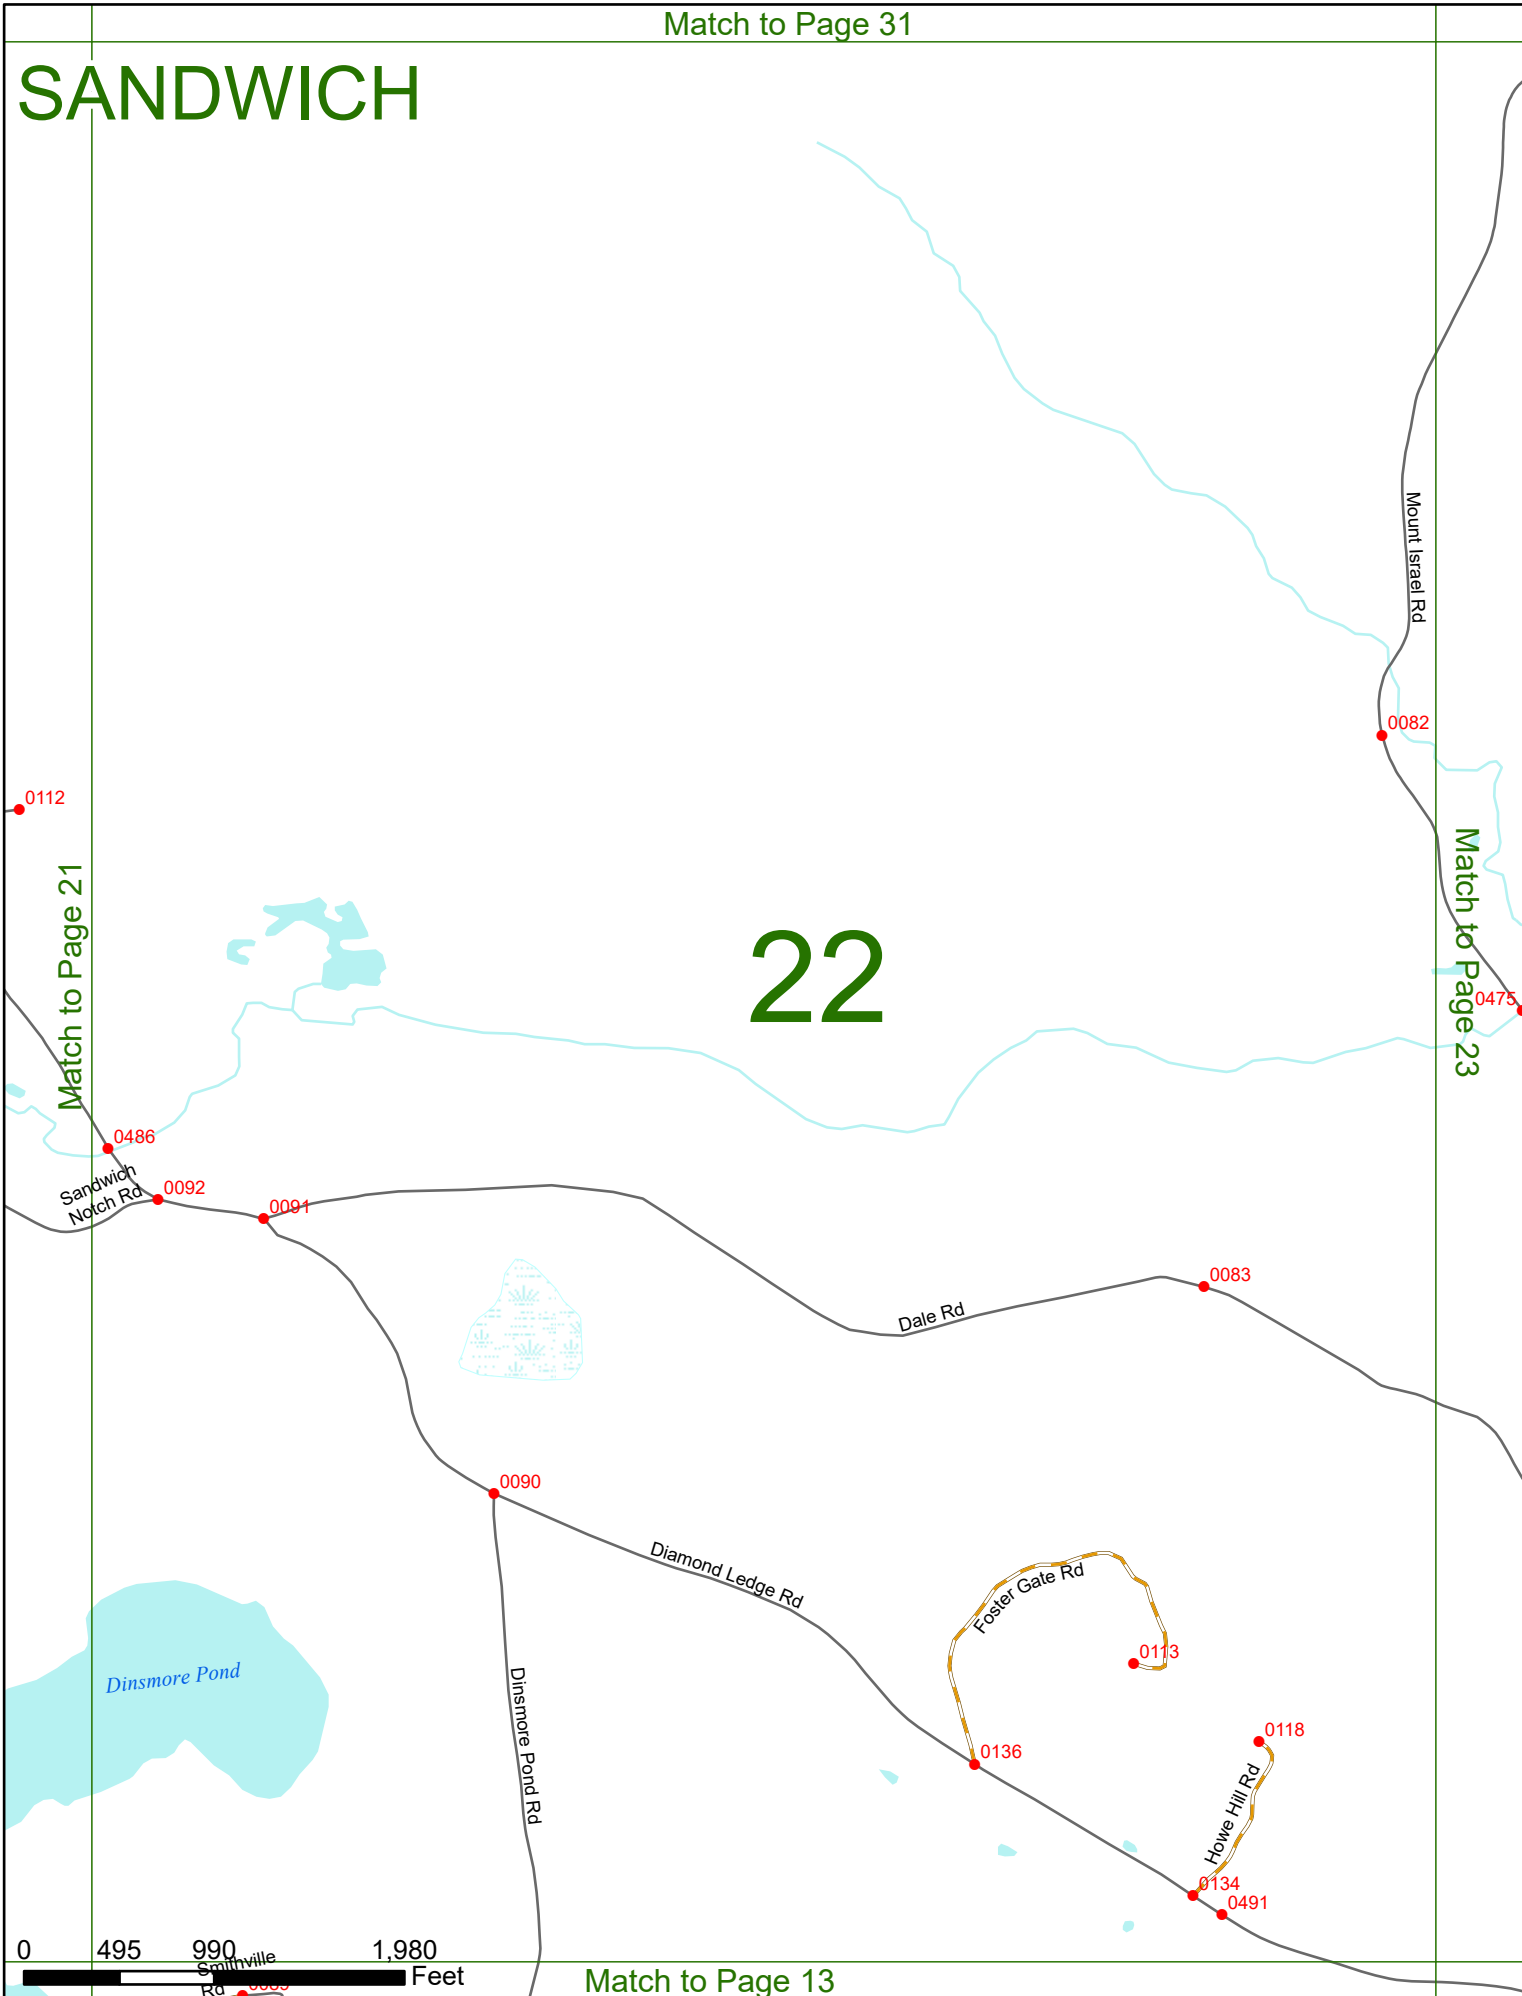 Match to Page 31
SANDWICH
Mount Israel Rd
0082
0112
Match to Page 21
Match to Page 23
22
0475
0486
Sandwich
Notch Rd
0092
0091
0083
Dale Rd
0090
Diamond Ledge Rd
Foster Gate Rd
0113
Dinsmore Pond
Dinsmore Pond Rd
0136
0118
Howe Hill Rd
0134
0491
0 495 990 1,980
Feet
Smithville
Rd
Match to Page 13